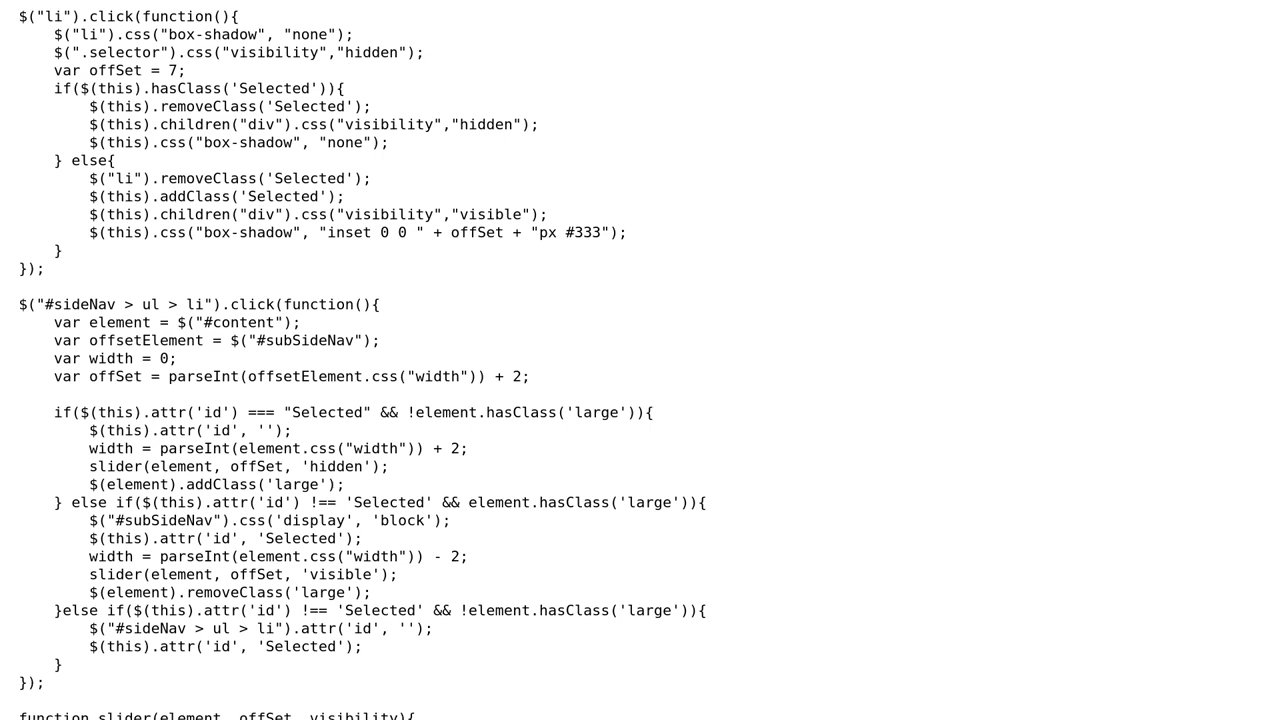 $("li").click(function(){
    $("li").css("box-shadow", "none");
    $(".selector").css("visibility","hidden");
    var offSet = 7;
    if($(this).hasClass('Selected')){
        $(this).removeClass('Selected');
        $(this).children("div").css("visibility","hidden");
        $(this).css("box-shadow", "none");
    } else{
        $("li").removeClass('Selected');
        $(this).addClass('Selected');
        $(this).children("div").css("visibility","visible");
        $(this).css("box-shadow", "inset 0 0 " + offSet + "px #333");
    }
});

$("#sideNav > ul > li").click(function(){
    var element = $("#content");
    var offsetElement = $("#subSideNav");
    var width = 0;
    var offSet = parseInt(offsetElement.css("width")) + 2;

    if($(this).attr('id') === "Selected" && !element.hasClass('large')){
        $(this).attr('id', '');
        width = parseInt(element.css("width")) + 2;
        slider(element, offSet, 'hidden');
        $(element).addClass('large');
    } else if($(this).attr('id') !== 'Selected' && element.hasClass('large')){
        $("#subSideNav").css('display', 'block');
        $(this).attr('id', 'Selected');
        width = parseInt(element.css("width")) - 2;
        slider(element, offSet, 'visible');
        $(element).removeClass('large');
    }else if($(this).attr('id') !== 'Selected' && !element.hasClass('large')){
        $("#sideNav > ul > li").attr('id', '');
        $(this).attr('id', 'Selected');
    }
});

function slider(element, offSet, visibility){